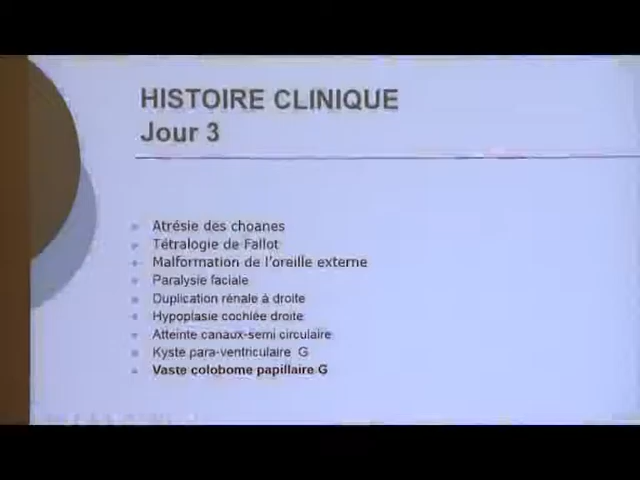 HISTOIRE CLINIQUE
Jour 3
Atrésie des choanes
Tétralogie de Fallot
Malformation de l'oreille externe
Paralysie faciale
Duplication rénale à droite
Hypoplasie cochlée droite
Atteinte canaux-semi circulaire
Kyste para-ventriculaire G
Vaste colobome papillaire G